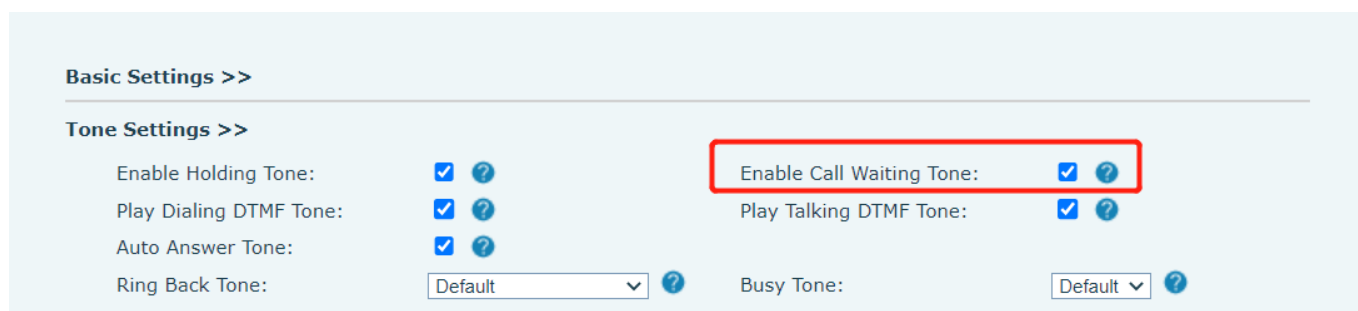 Basic Settings >>
Tone Settings >>
Enable Holding Tone: ? Enable Call Waiting Tone: ?
Play Dialing DTMF Tone: ? Play Talking DTMF Tone: ?
Auto Answer Tone: ?
Ring Back Tone: Default ? Busy Tone: Default ?